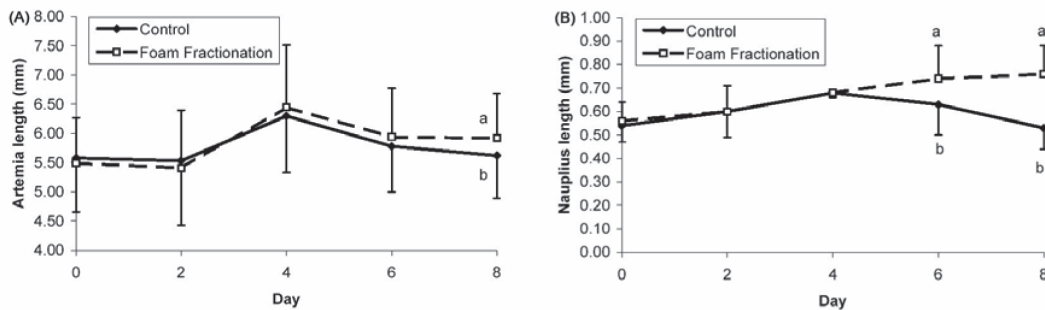 (A)
8.00
7.50
7.00
6.50
6.00
5.50
5.00
4.50
4.00
Artemia length (mm)
Control
Foam Fractionation
a
b
0 2 4 6 8
Day
(B)
1.00
0.90
0.80
0.70
0.60
0.50
0.40
0.30
0.20
0.10
0.00
Nauplius length (mm)
Control
Foam Fractionation
a a
b
b
0 2 4 6 8
Day